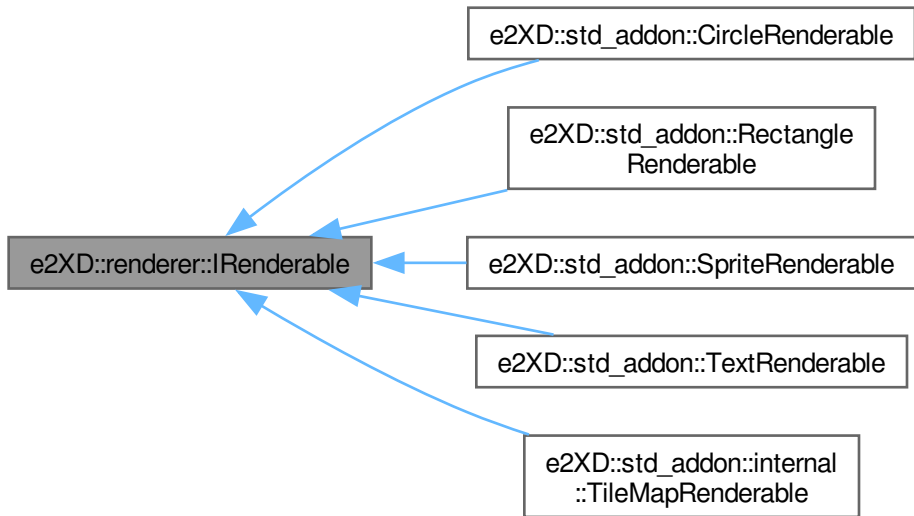 e2XD::std_addon::CircleRenderable
e2XD::std_addon::Rectangle
Renderable
e2XD::renderer::IRenderable
e2XD::std_addon::SpriteRenderable
e2XD::std_addon::TextRenderable
e2XD::std_addon::internal
::TileMapRenderable